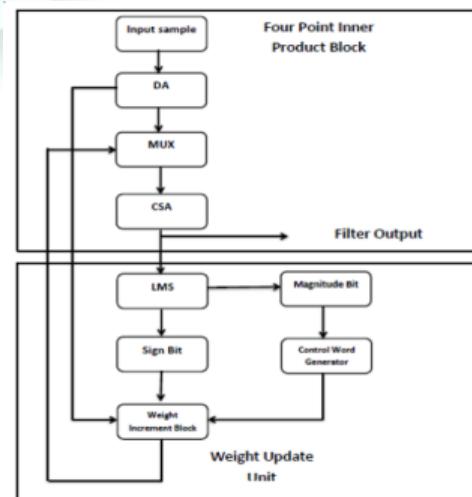 Input sample
Four Point Inner
Product Block
DA
MUX
CSA
Filter Output
LMS
Magnitude Bit
Sign Bit
Control Word
Generator
Weight
Increment Block
Weight Update
Unit